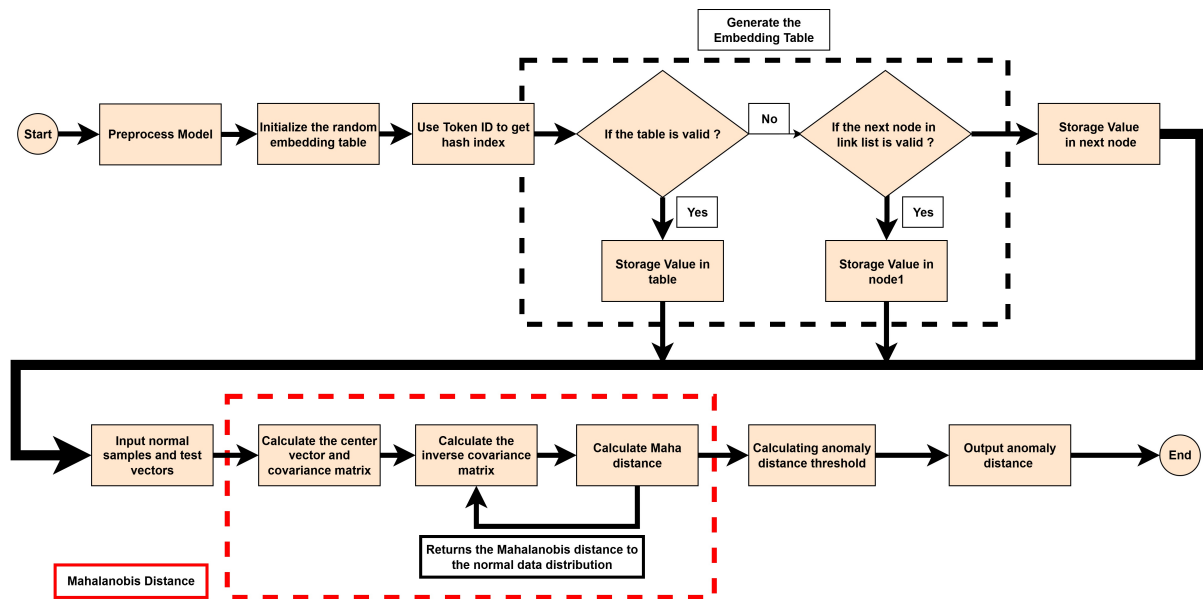 Generate the
Embedding Table
Start
Preprocess Model
Initialize the random
embedding table
Use Token ID to get
hash index
If the table is valid ?
No
If the next node in
link list is valid ?
Storage Value
in next node
Yes
Yes
Storage Value in
table
Storage Value in
node1
Input normal
samples and test
vectors
Calculate the center
vector and
covariance matrix
Calculate the
inverse covariance
matrix
Calculate Maha
distance
Calculating anomaly
distance threshold
Output anomaly
distance
End
Returns the Mahalanobis distance to
the normal data distribution
Mahalanobis Distance